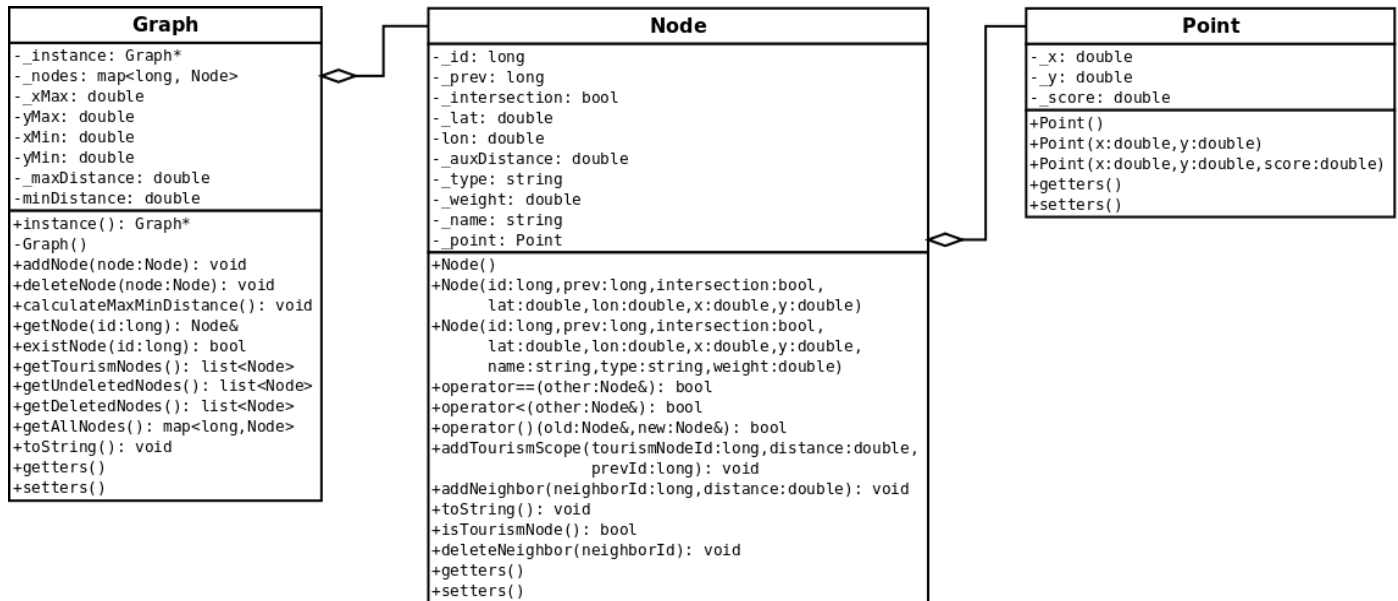 Graph
-_instance: Graph*
-_nodes: map<long, Node>
-_xMax: double
-yMax: double
-xMin: double
-yMin: double
-_maxDistance: double
-minDistance: double
+instance(): Graph*
-Graph()
+addNode(node:Node): void
+deleteNode(node:Node): void
+calculateMaxMinDistance(): void
+getNode(id:long): Node&
+existNode(id:long): bool
+getTourismNodes(): list<Node>
+getUndeletedNodes(): list<Node>
+getDeletedNodes(): list<Node>
+getAllNodes(): map<long,Node>
+toString(): void
+getters()
+setters()
Node
-_id: long
-_prev: long
-_intersection: bool
-_lat: double
-lon: double
-_auxDistance: double
-_type: string
-_weight: double
-_name: string
-_point: Point
+Node()
+Node(id:long,prev:long,intersection:bool,
lat:double,lon:double,x:double,y:double)
+Node(id:long,prev:long,intersection:bool,
lat:double,lon:double,x:double,y:double,
name:string,type:string,weight:double)
+operator==(other:Node&): bool
+operator<(other:Node&): bool
+operator()(old:Node&,new:Node&): bool
+addTourismScope(tourismNodeId:long,distance:double,
prevId:long): void
+addNeighbor(neighborId:long,distance:double): void
+toString(): void
+isTourismNode(): bool
+deleteNeighbor(neighborId): void
+getters()
+setters()
Point
-_x: double
-_y: double
-_score: double
+Point()
+Point(x:double,y:double)
+Point(x:double,y:double,score:double)
+getters()
+setters()